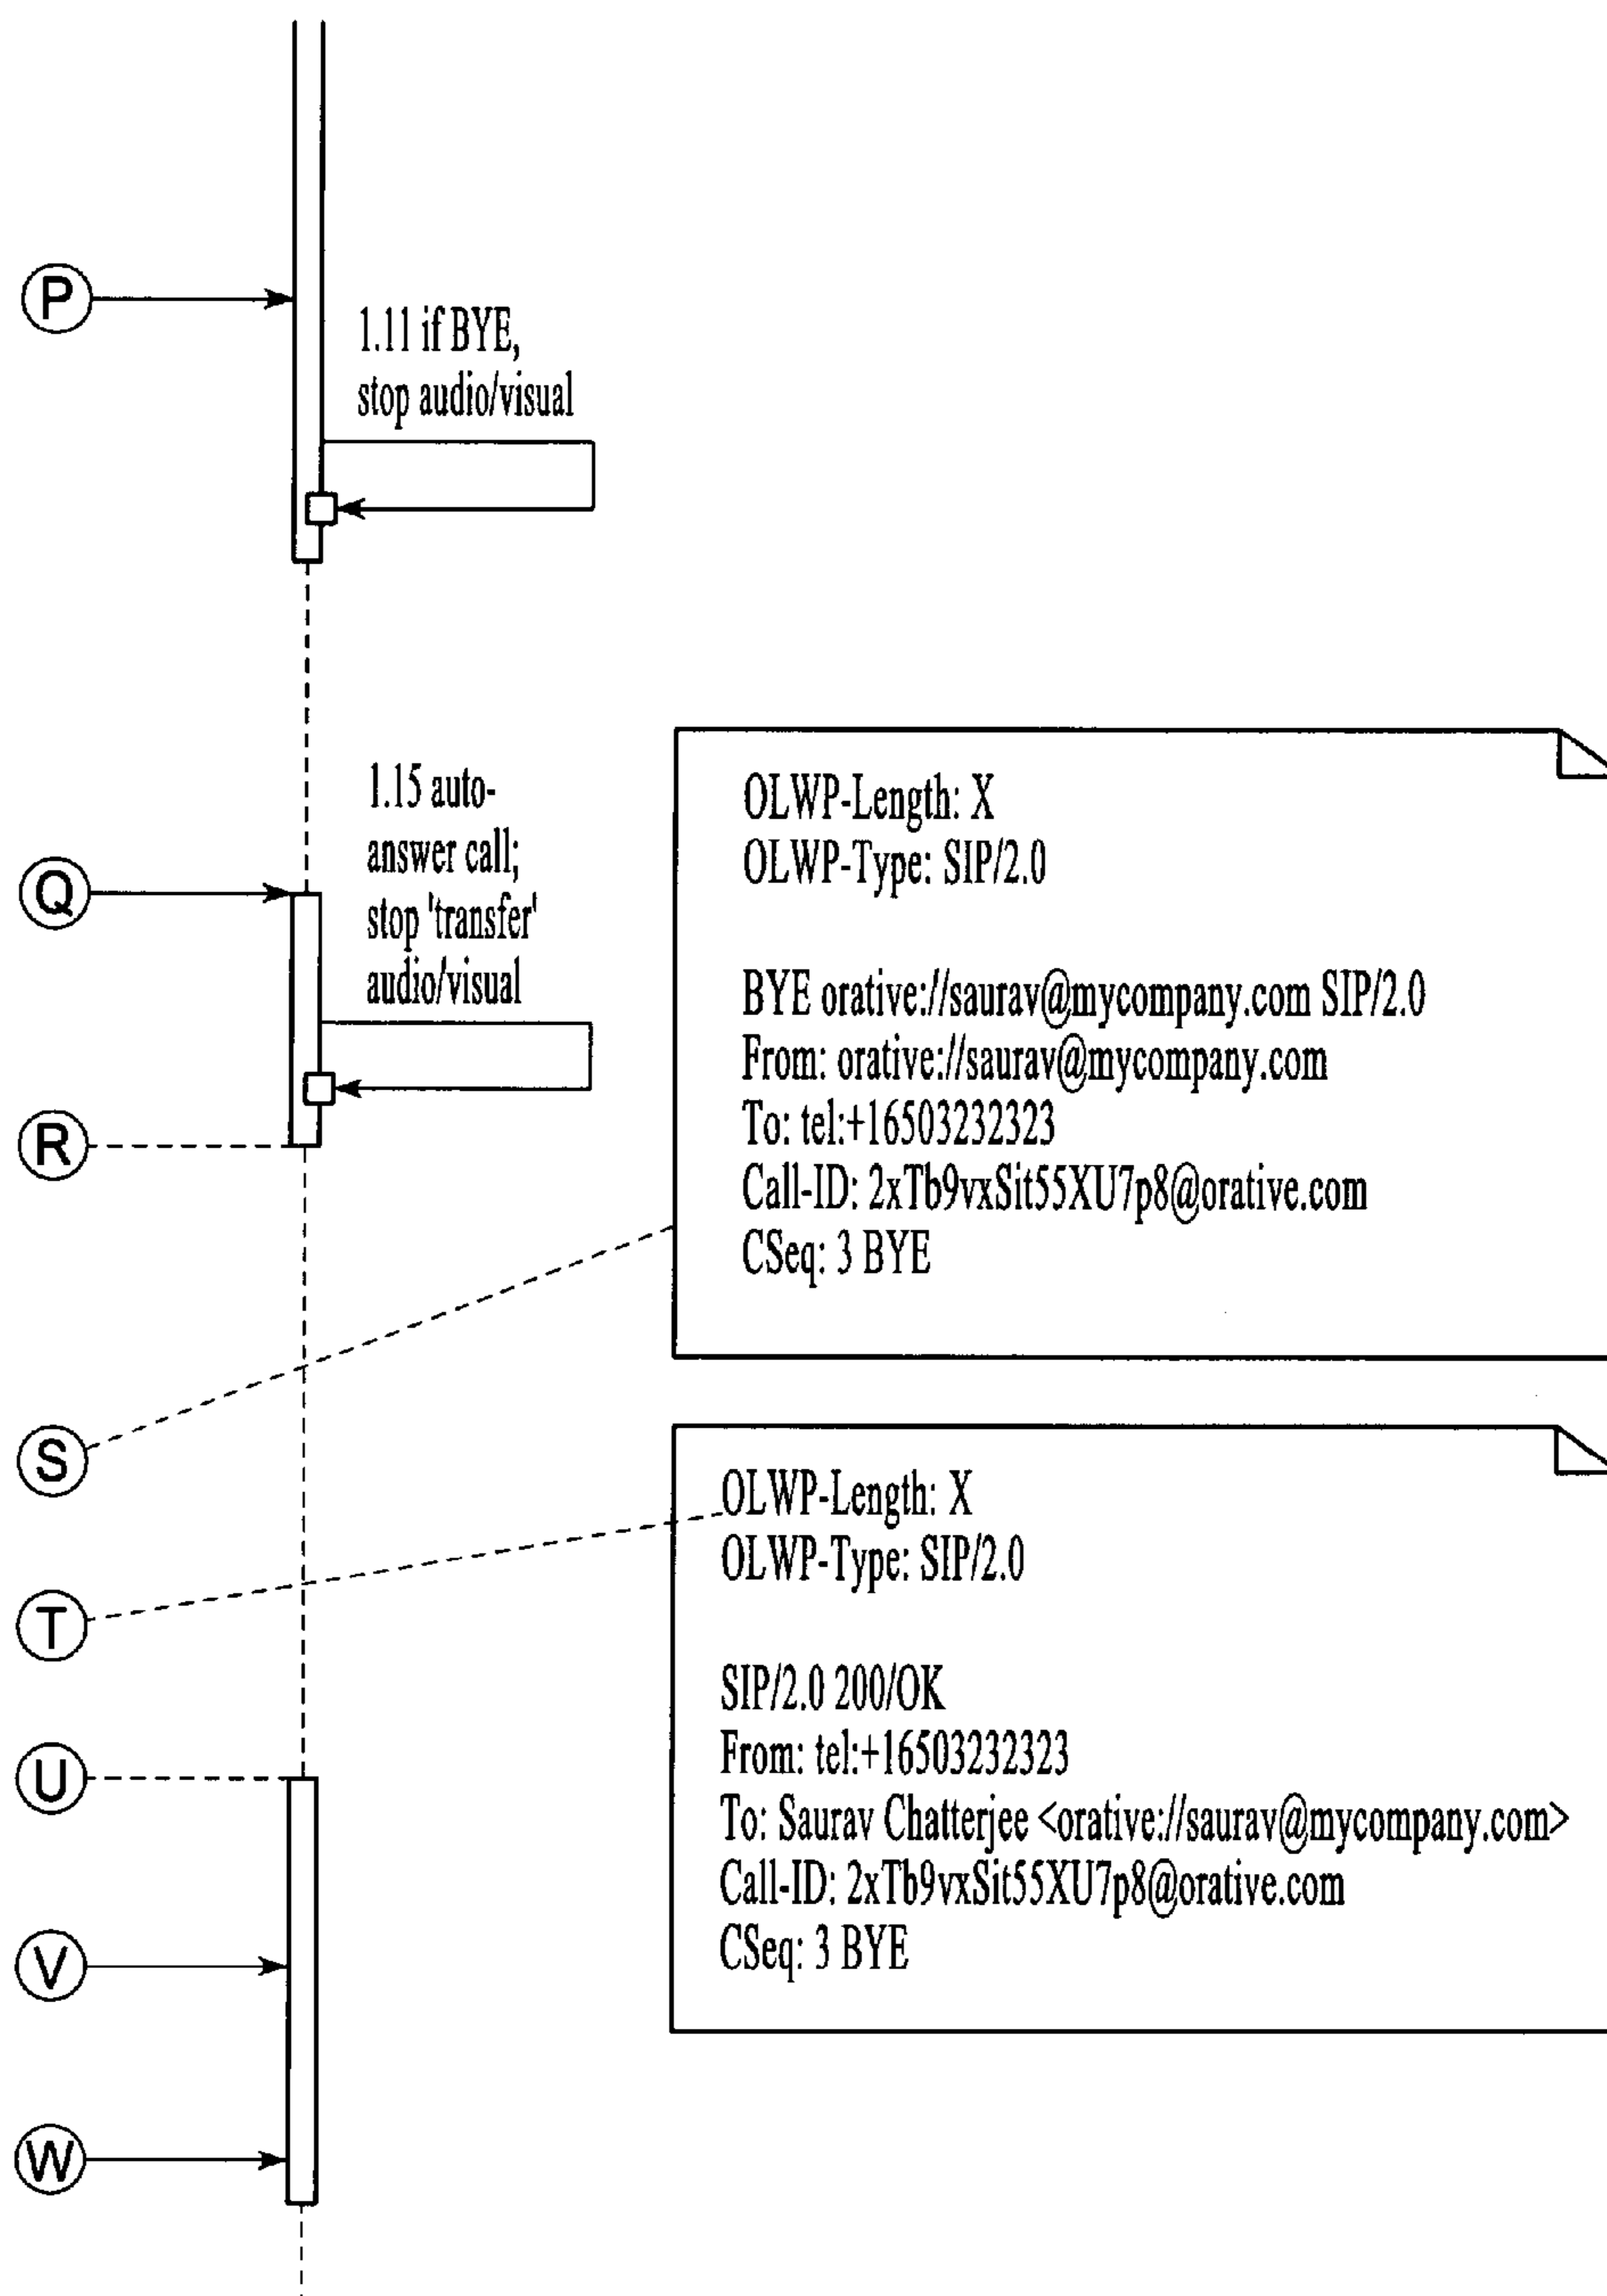 P
1.11 if BYE,
stop audio/visual
1.15 auto-
answer call;
stop 'transfer'
audio/visual
Q
R
OLWP-Length: X
OLWP-Type: SIP/2.0
BYE orative://saurav@mycompany.com SIP/2.0
From: orative://saurav@mycompany.com
To: tel:+16503232323
Call-ID: 2xTb9vxSit55XU7p8@orative.com
CSeq: 3 BYE
S
T
OLWP-Length: X
OLWP-Type: SIP/2.0
SIP/2.0 200/OK
From: tel:+16503232323
To: Saurav Chatterjee <orative://saurav@mycompany.com>
Call-ID: 2xTb9vxSit55XU7p8@orative.com
CSeq: 3 BYE
U
V
W